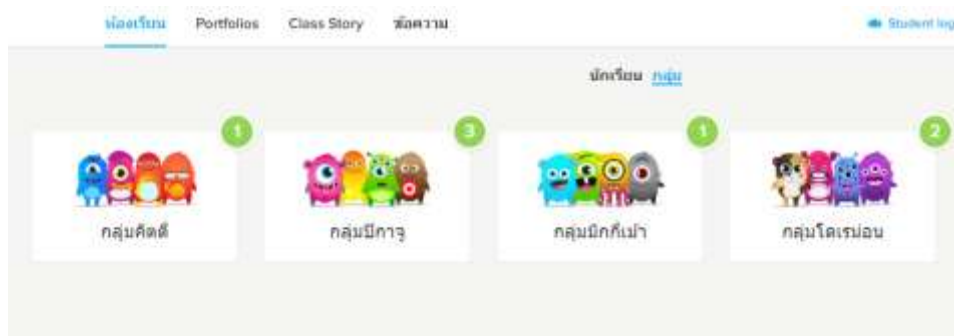 ห้องเรียน Portfolios Class Story ข้อความ Student log
นักเรียน กลุ่ม
1 3 1 2
กลุ่มคิตตี้ กลุ่มปิกาจู กลุ่มมิกกี้เม้า กลุ่มโดเรม่อน